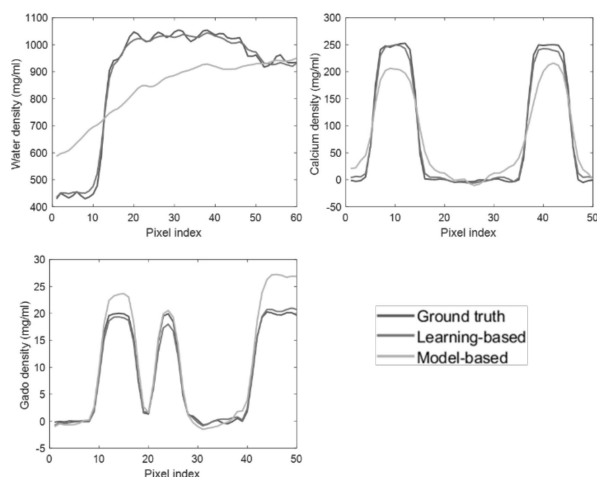 1100
1000
900
800
700
600
500
400
0 10 20 30 40 50 60
Water density (mg/ml)
Pixel index
300
250
200
150
100
50
0
-50
0 10 20 30 40 50
Calcium density (mg/ml)
Pixel index
30
25
20
15
10
5
0
-5
0 10 20 30 40 50
Gado density (mg/ml)
Pixel index
Ground truth
Learning-based
Model-based